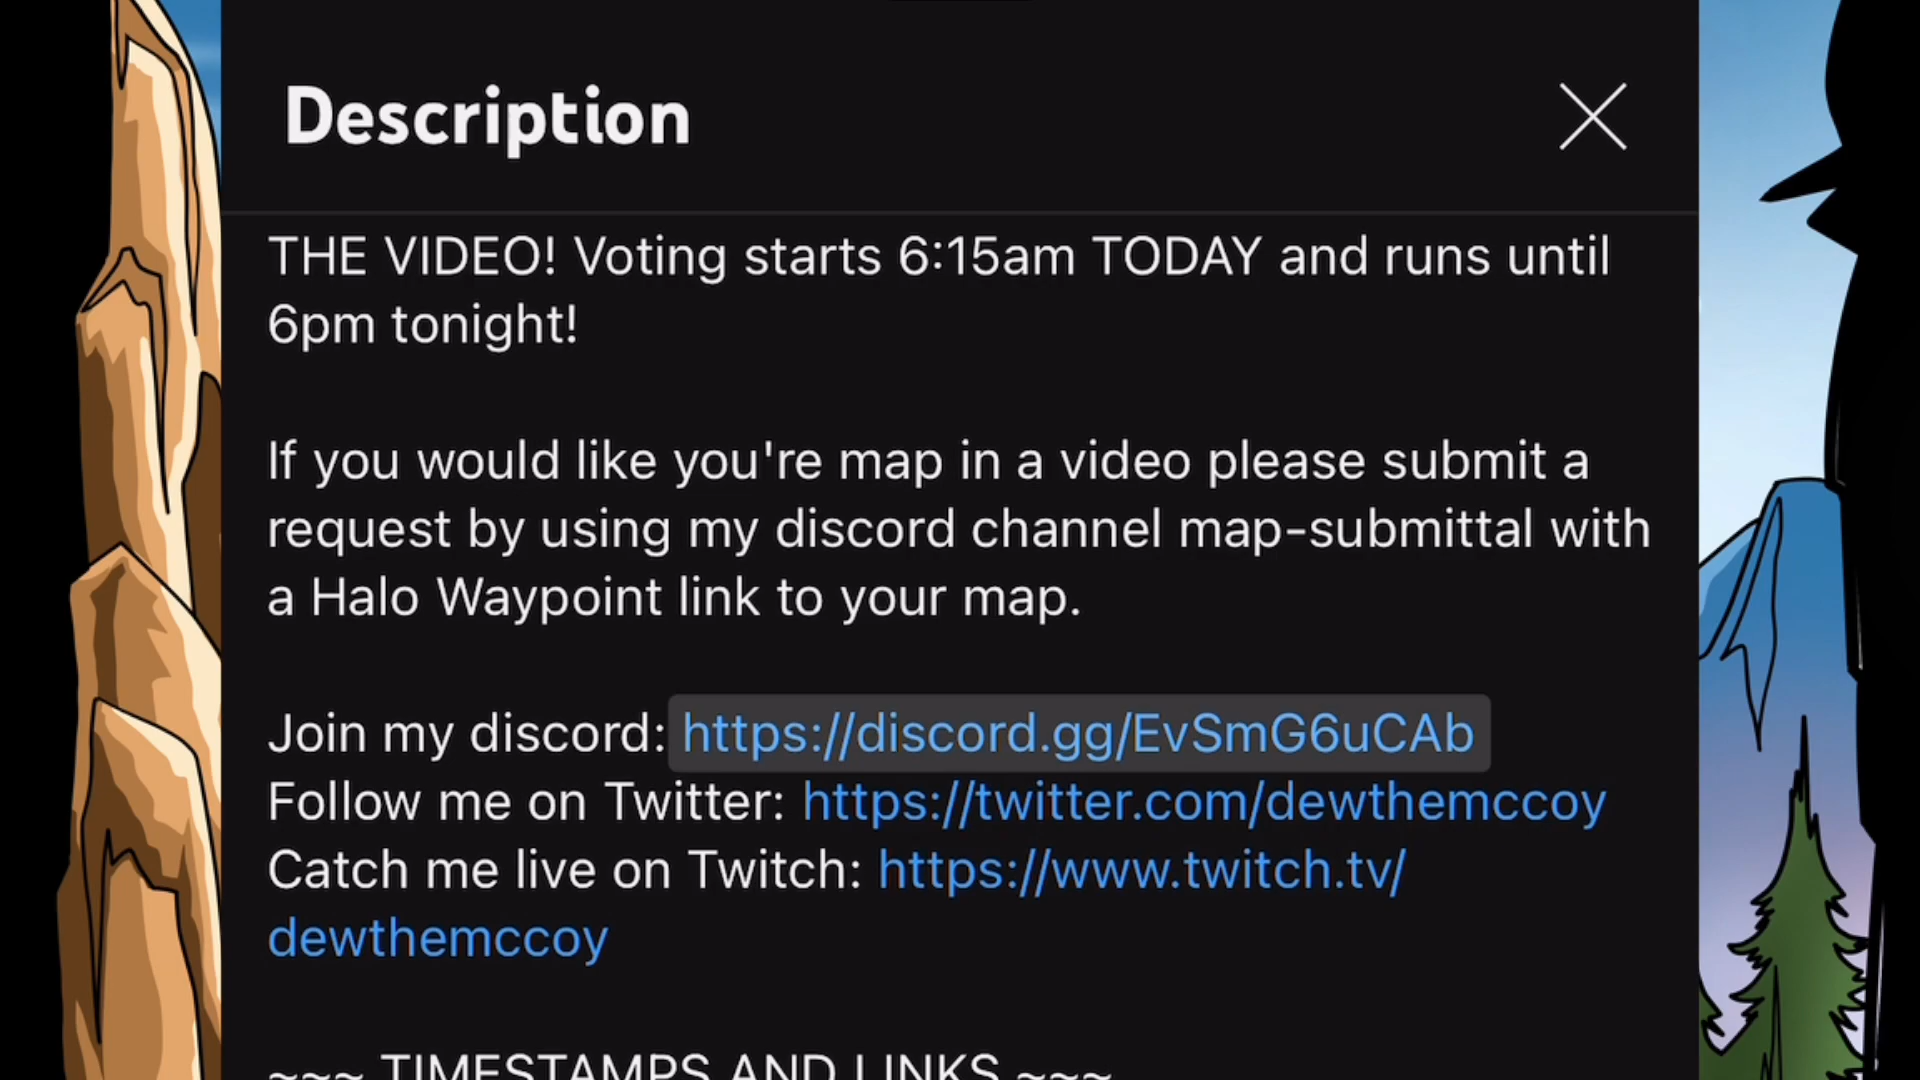 Description
THE VIDEO! Voting starts 6:15am TODAY and runs until
6pm tonight!
If you would like you're map in a video please submit a
request by using my discord channel map-submittal with
a Halo Waypoint link to your map.
Join my discord: https://discord.gg/EvSmG6uCAb
Follow me on Twitter: https://twitter.com/dewthemccoy
Catch me live on Twitch: https://www.twitch.tv/
dewthemccoy
~~~ TIMESTAMPS AND LINKS ~~~